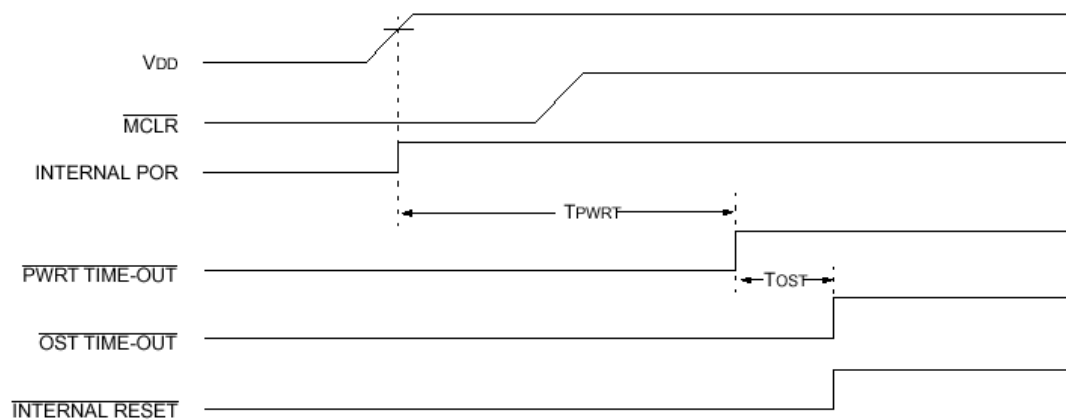 VDD
MCLR
INTERNAL POR
TPWRT
PWRT TIME-OUT
TOST
OST TIME-OUT
INTERNAL RESET